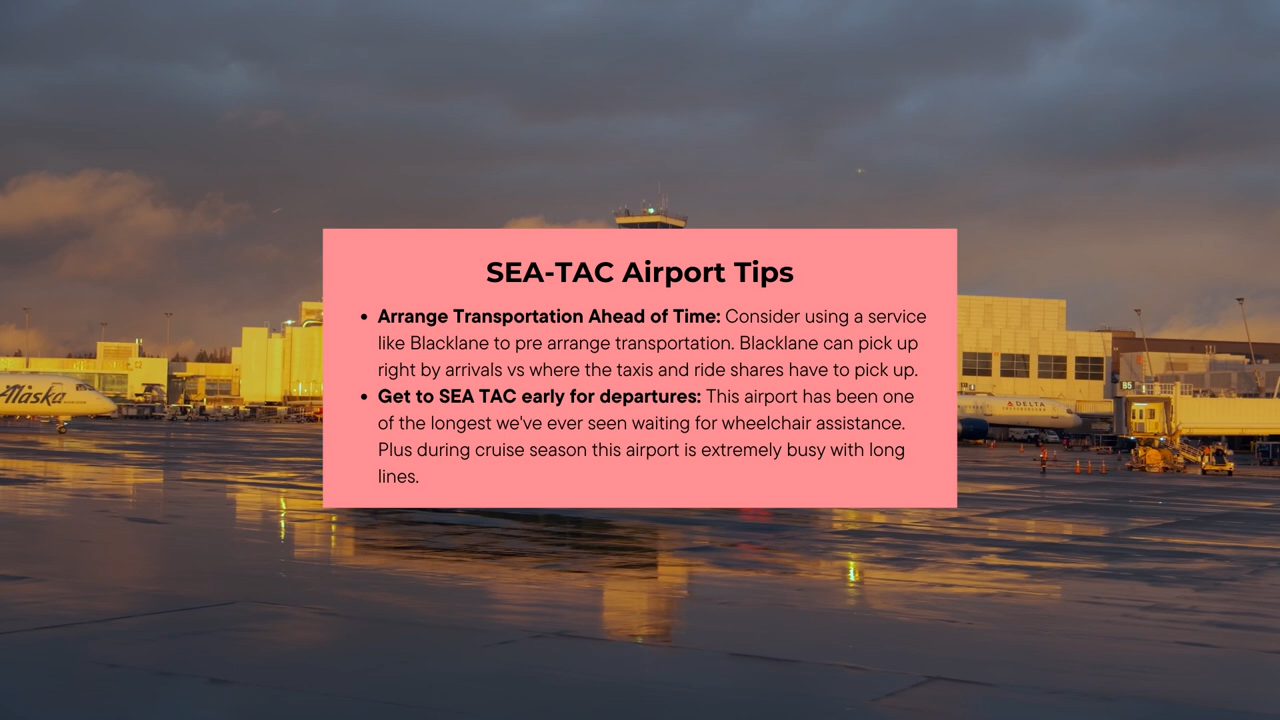 SEA-TAC Airport Tips
• Arrange Transportation Ahead of Time: Consider using a service
like Blacklane to pre arrange transportation. Blacklane can pick up
right by arrivals vs where the taxis and ride shares have to pick up.
• Get to SEA TAC early for departures: This airport has been one
of the longest we've ever seen waiting for wheelchair assistance.
Plus during cruise season this airport is extremely busy with long
lines.
Alaska
DELTA
B5